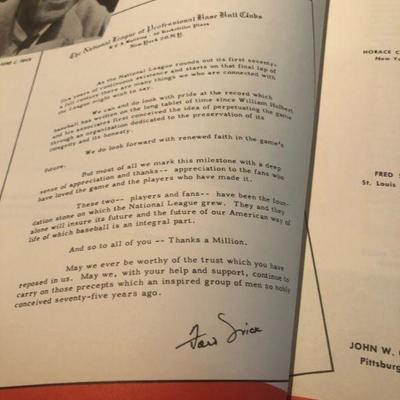 FORD C. FRICK
The National League of Professional Base Ball Clubs
R C A Building - 30 Rockefeller Plaza
New York 20, N.Y.
As the National League rounds out its first seventy-
five years of continuous existence and starts on that final lap of
a full century there are many things we who are connected with
the League might wish to say.
We can and do look with pride at the record which
baseball has written on the long tablet of time since William Hulbert
and his associates first conceived the idea of perpetuating the game
through an organization dedicated to the preservation of its
integrity and its honesty.
We do look forward with renewed faith in the game's
future.
But most of all we mark this milestone with a deep
sense of appreciation and thanks-- appreciation to the fans who
have loved the game and the players who have made it.
These two-- players and fans-- have been the foun-
dation stone on which the National League grew. They and they
alone will insure its future and the future of our American way of
life of which baseball is an integral part.
And so to all of you -- Thanks a Million.
May we ever be worthy of the trust which you have
reposed in us. May we, with your help and support, continue to
carry on those precepts which an inspired group of men so nobly
conceived seventy-five years ago.
Ford Frick
HORACE C.
New Yo
FRED S
St. Louis
JOHN W. 
Pittsburg